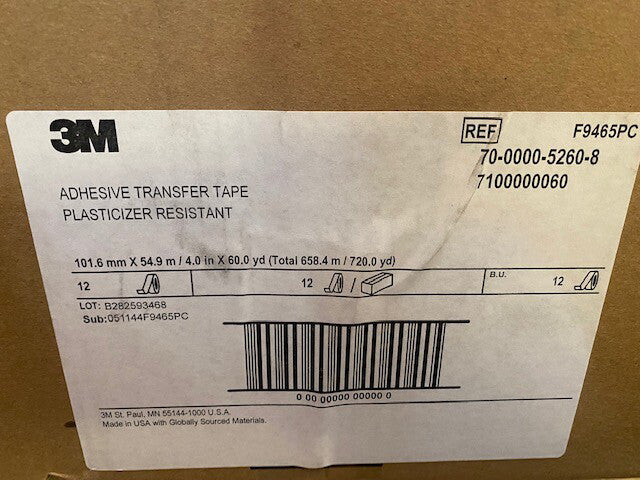 3M
REF F9465PC
70-0000-5260-8
7100000060
ADHESIVE TRANSFER TAPE
PLASTICIZER RESISTANT
101.6 mm X 54.9 m / 4.0 in X 60.0 yd (Total 658.4 m / 720.0 yd)
12 12 / B.U. 12
LOT: B282593468
Sub:051144F9465PC
0 00 00000 00000 0
3M St. Paul, MN 55144-1000 U.S.A.
Made in USA with Globally Sourced Materials.